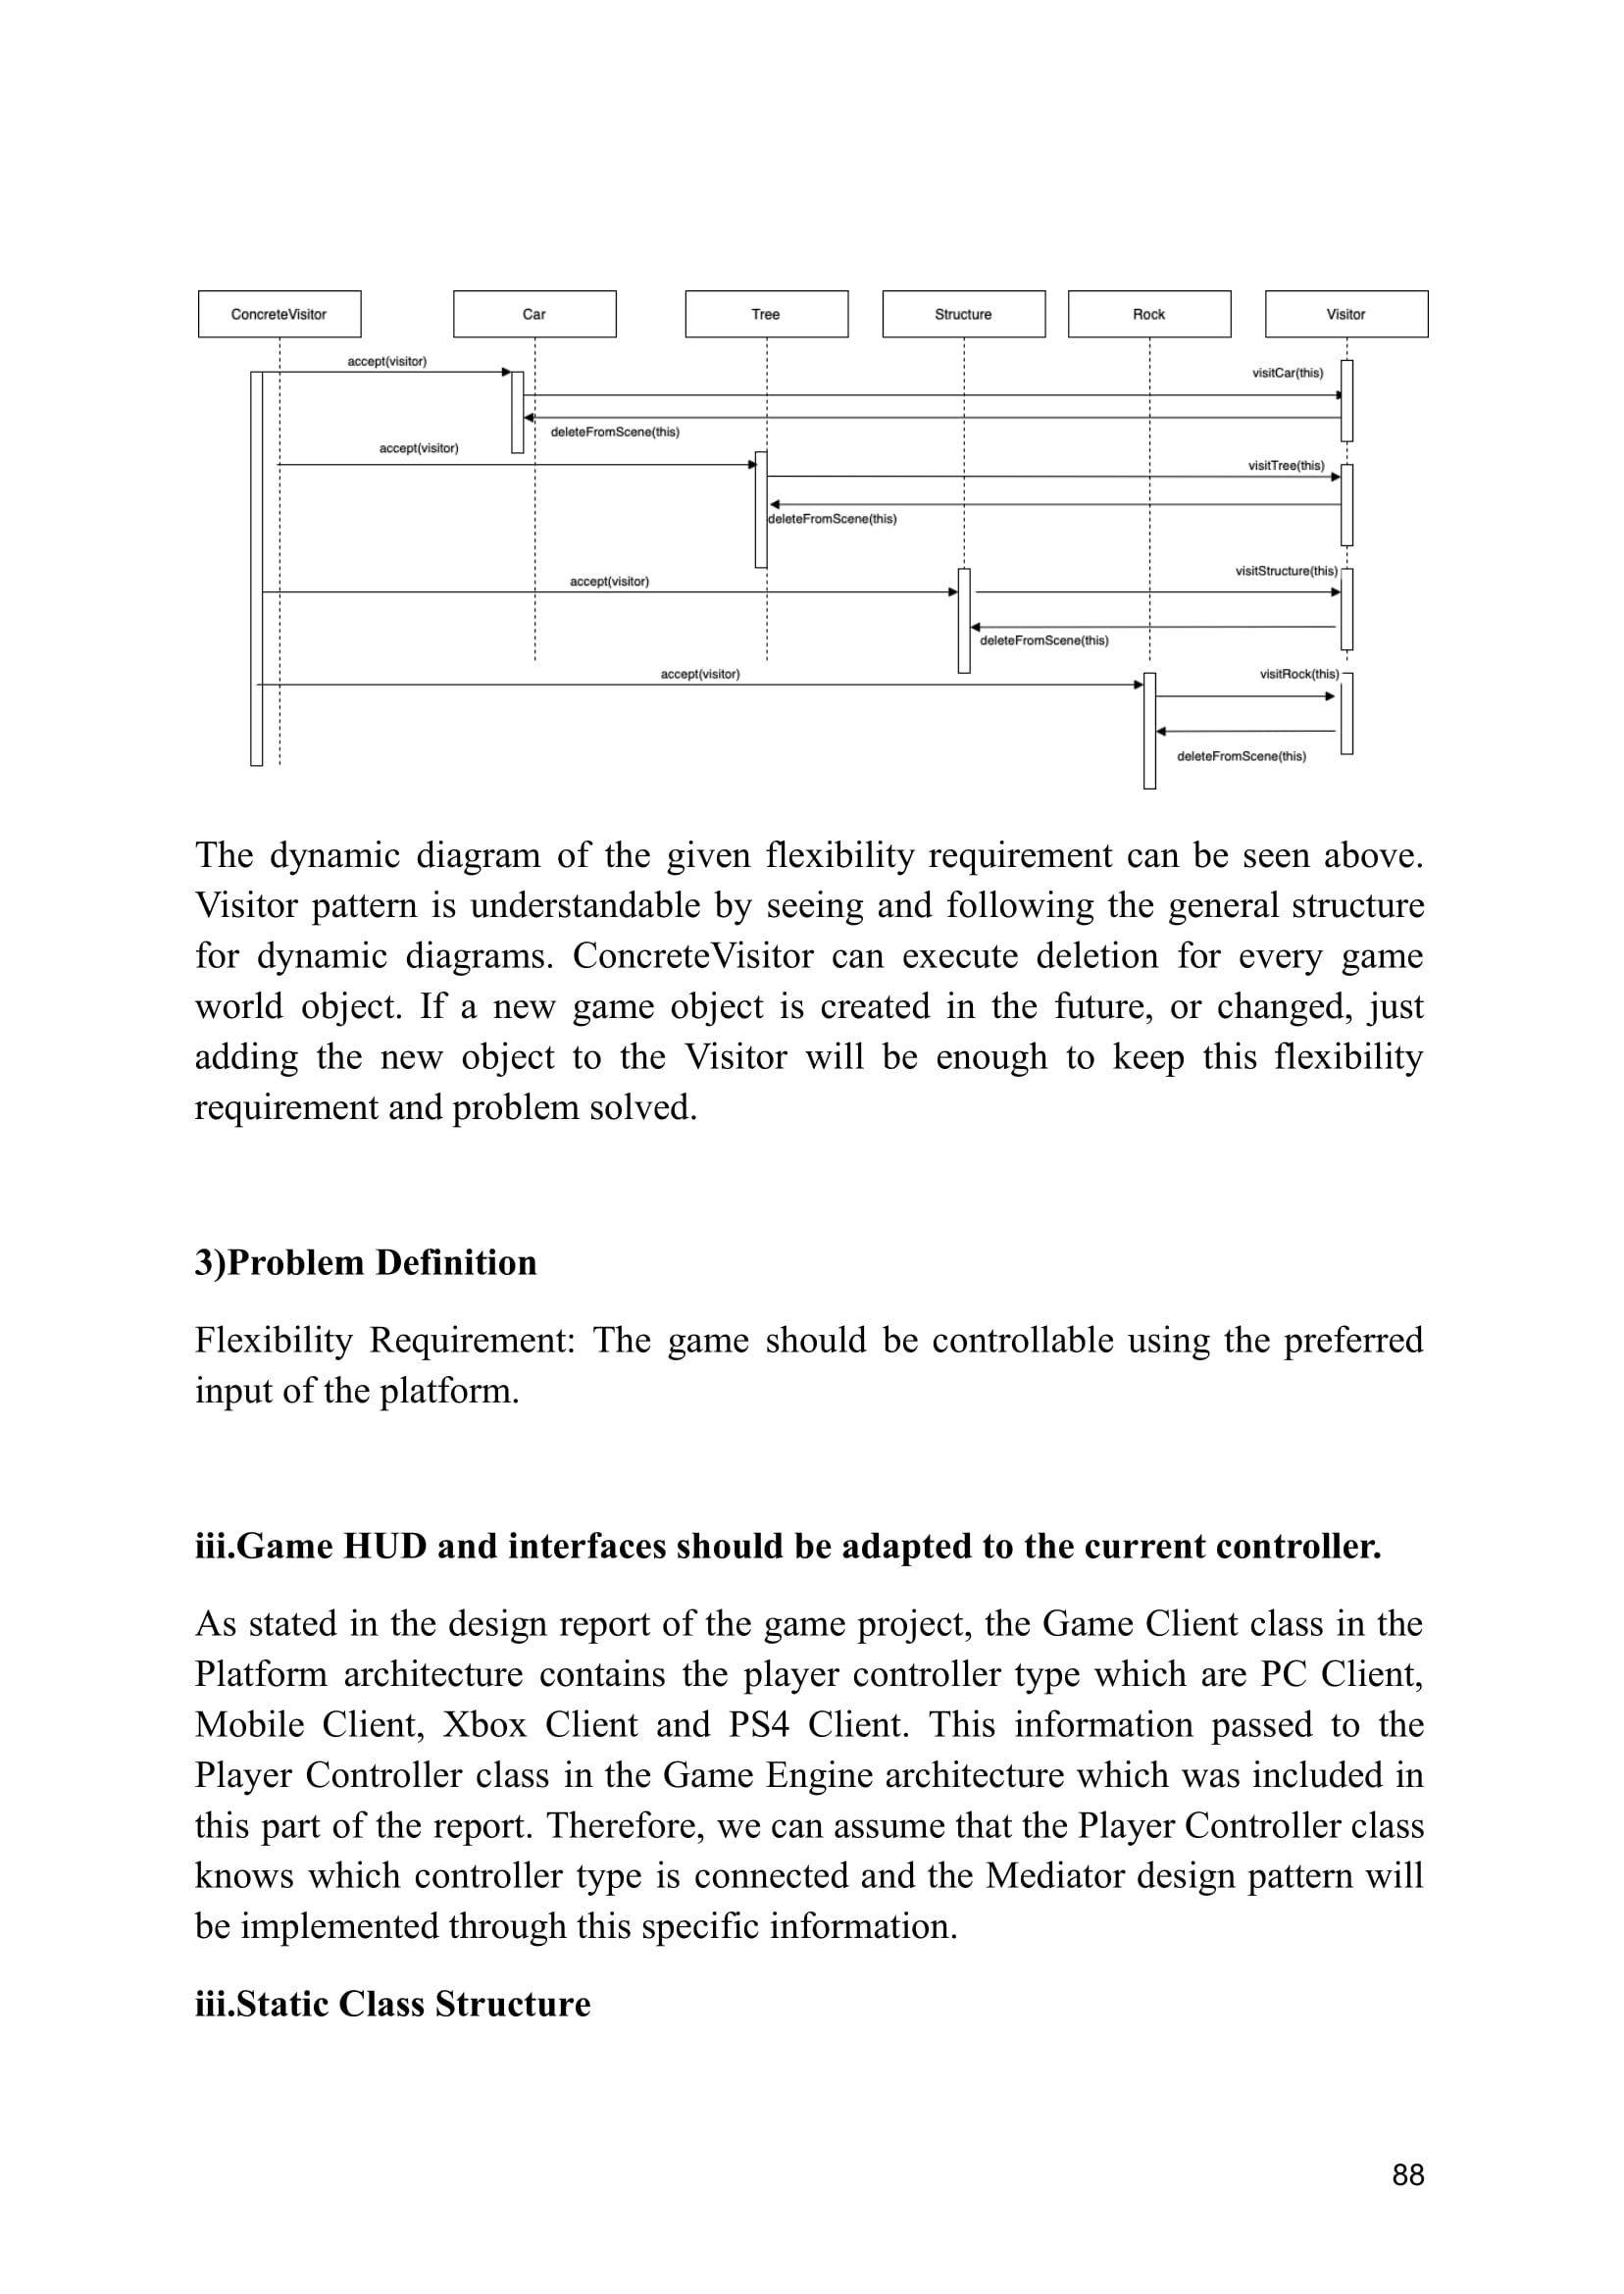 ConcreteVisitor Car Tree Structure Rock Visitor
accept(visitor)
visitCar(this)
deleteFromScene(this)
accept(visitor)
visitTree(this)
deleteFromScene(this)
visitStructure(this)
accept(visitor)
deleteFromScene(this)
accept(visitor)
visitRock(this)
deleteFromScene(this)
The dynamic diagram of the given flexibility requirement can be seen above.
Visitor pattern is understandable by seeing and following the general structure
for dynamic diagrams. ConcreteVisitor can execute deletion for every game
world object. If a new game object is created in the future, or changed, just
adding the new object to the Visitor will be enough to keep this flexibility
requirement and problem solved.
3)Problem Definition
Flexibility Requirement: The game should be controllable using the preferred
input of the platform.
iii.Game HUD and interfaces should be adapted to the current controller.
As stated in the design report of the game project, the Game Client class in the
Platform architecture contains the player controller type which are PC Client,
Mobile Client, Xbox Client and PS4 Client. This information passed to the
Player Controller class in the Game Engine architecture which was included in
this part of the report. Therefore, we can assume that the Player Controller class
knows which controller type is connected and the Mediator design pattern will
be implemented through this specific information.
iii.Static Class Structure
88